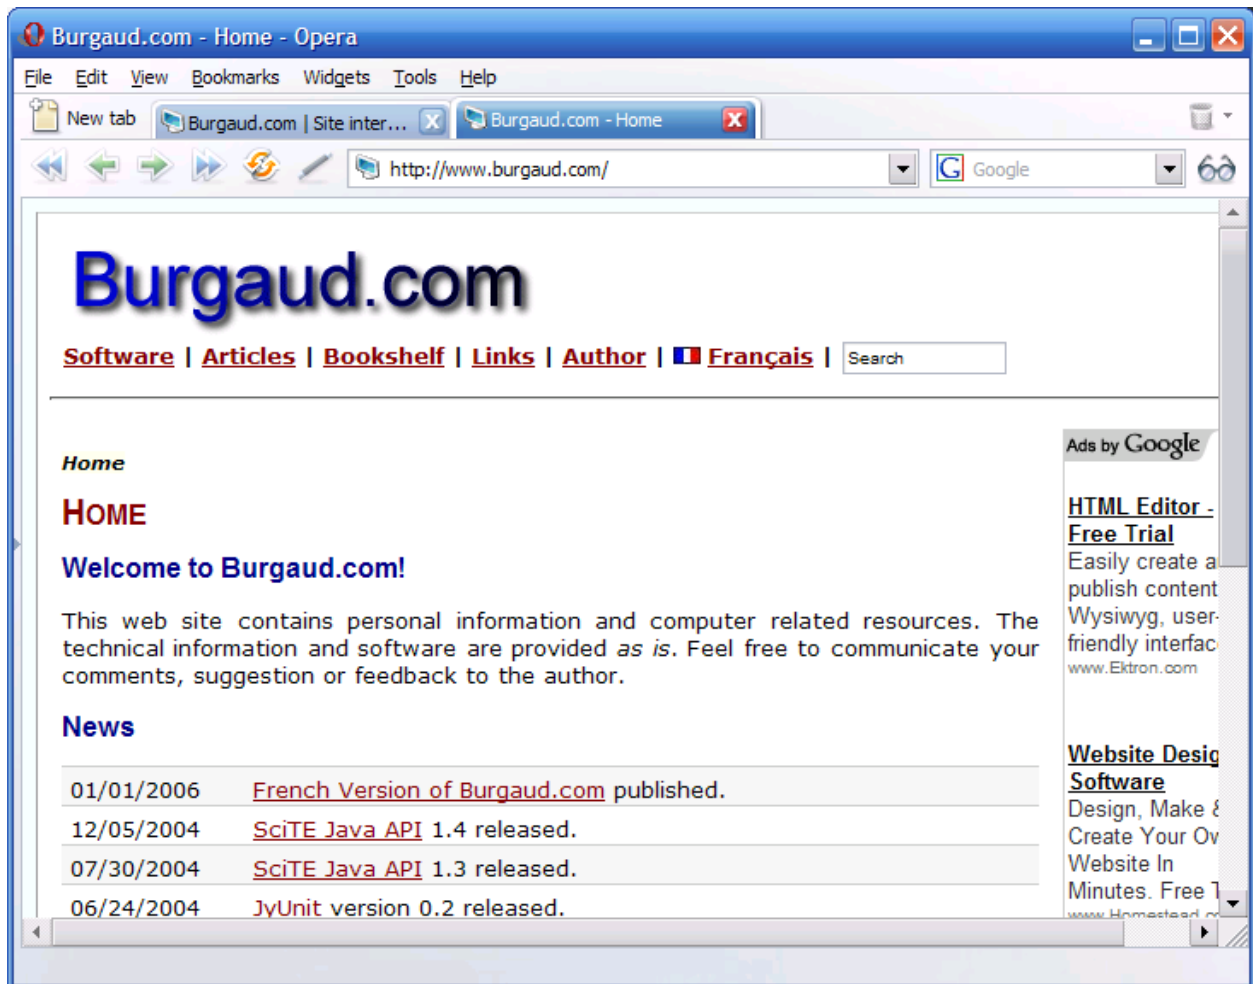 Burgaud.com - Home - Opera
File Edit View Bookmarks Widgets Tools Help
New tab Burgaud.com | Site inter... Burgaud.com - Home
http://www.burgaud.com/ G Google
Burgaud.com
Software | Articles | Bookshelf | Links | Author | Français | Search
Ads by Google
Home
HOME
Welcome to Burgaud.com!
This web site contains personal information and computer related resources. The
technical information and software are provided as is. Feel free to communicate your
comments, suggestion or feedback to the author.
News
01/01/2006 French Version of Burgaud.com published.
12/05/2004 SciTE Java API 1.4 released.
07/30/2004 SciTE Java API 1.3 released.
06/24/2004 JyUnit version 0.2 released.
HTML Editor -
Free Trial
Easily create a
publish content
Wysiwyg, user-
friendly interfac
www.Ektron.com
Website Desig
Software
Design, Make &
Create Your Ow
Website In
Minutes. Free T
www.Homestead.co